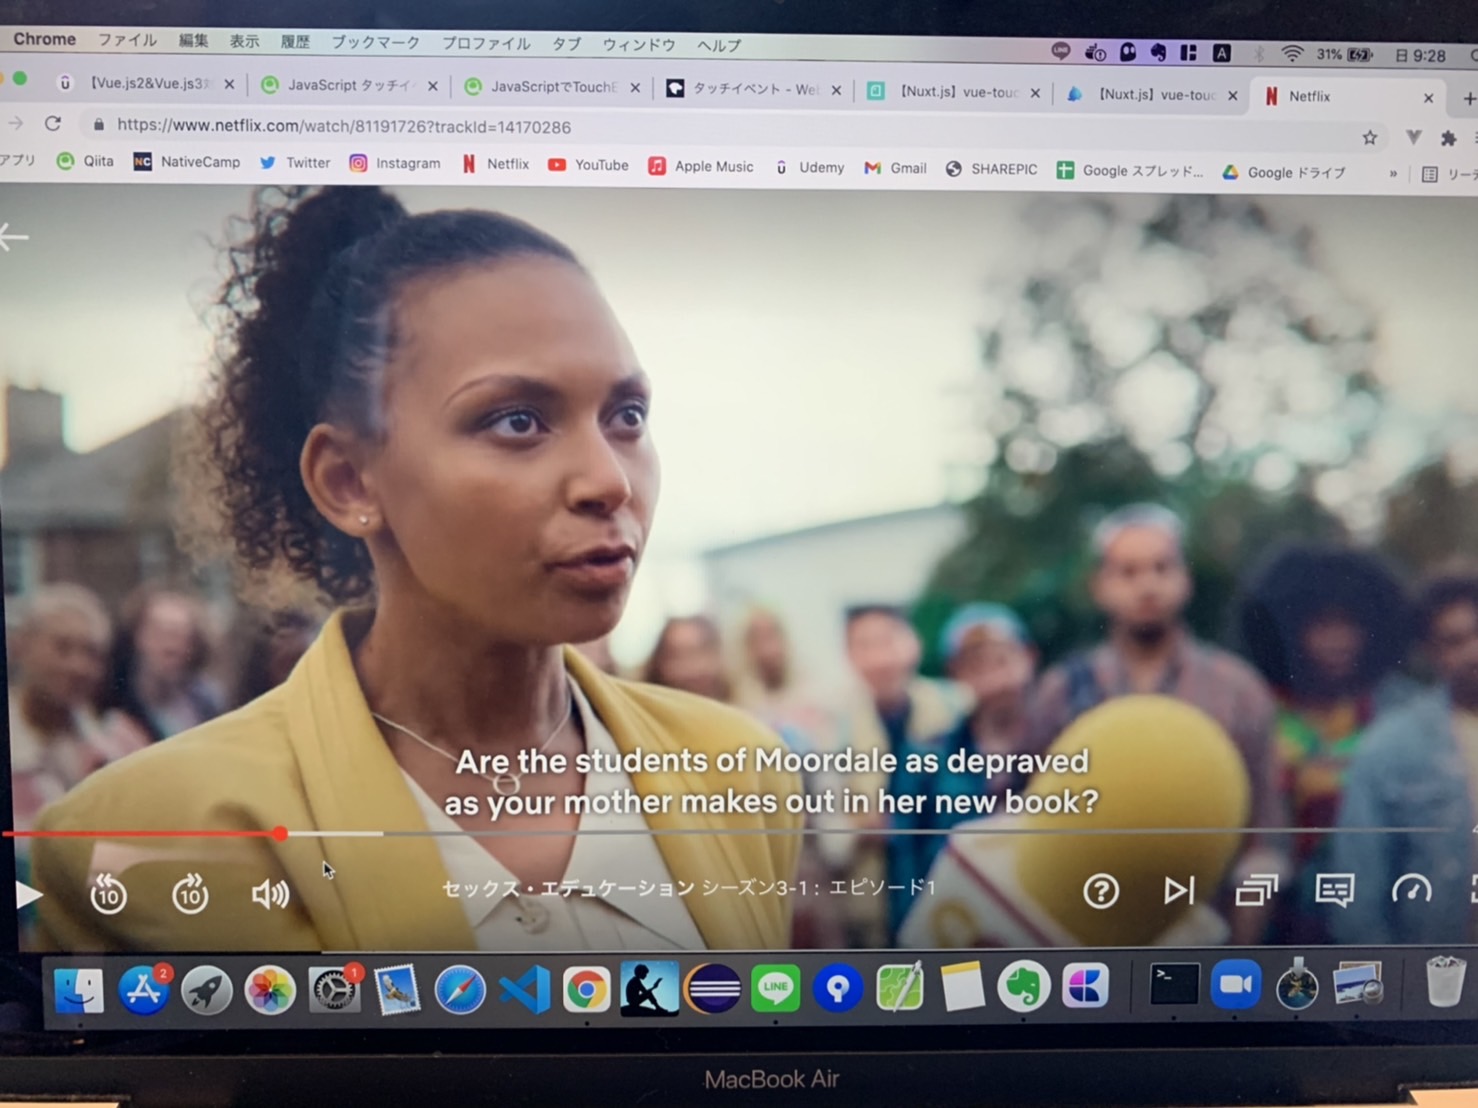 Chrome ファイル 編集 表示 履歴 ブックマーク プロファイル タブ ウィンドウ ヘルプ A 31% 日 9:28
【Vue.js2&Vue.js3 JavaScript タッチイ JavaScriptでTouchE タッチイベント - We 【Nuxt.js】vue-touc 【Nuxt.js】vue-touc Netflix
https://www.netflix.com/watch/81191726?trackId=14170286
アプリ Qiita NC NativeCamp Twitter Instagram Netflix YouTube Apple Music Udemy Gmail SHAREPIC Google スプレッド... Google ドライブ » リー
Are the students of Moordale as depraved
as your mother makes out in her new book?
10 10 セックス・エデュケーション シーズン3-1: エピソード1
2 1 LINE
MacBook Air